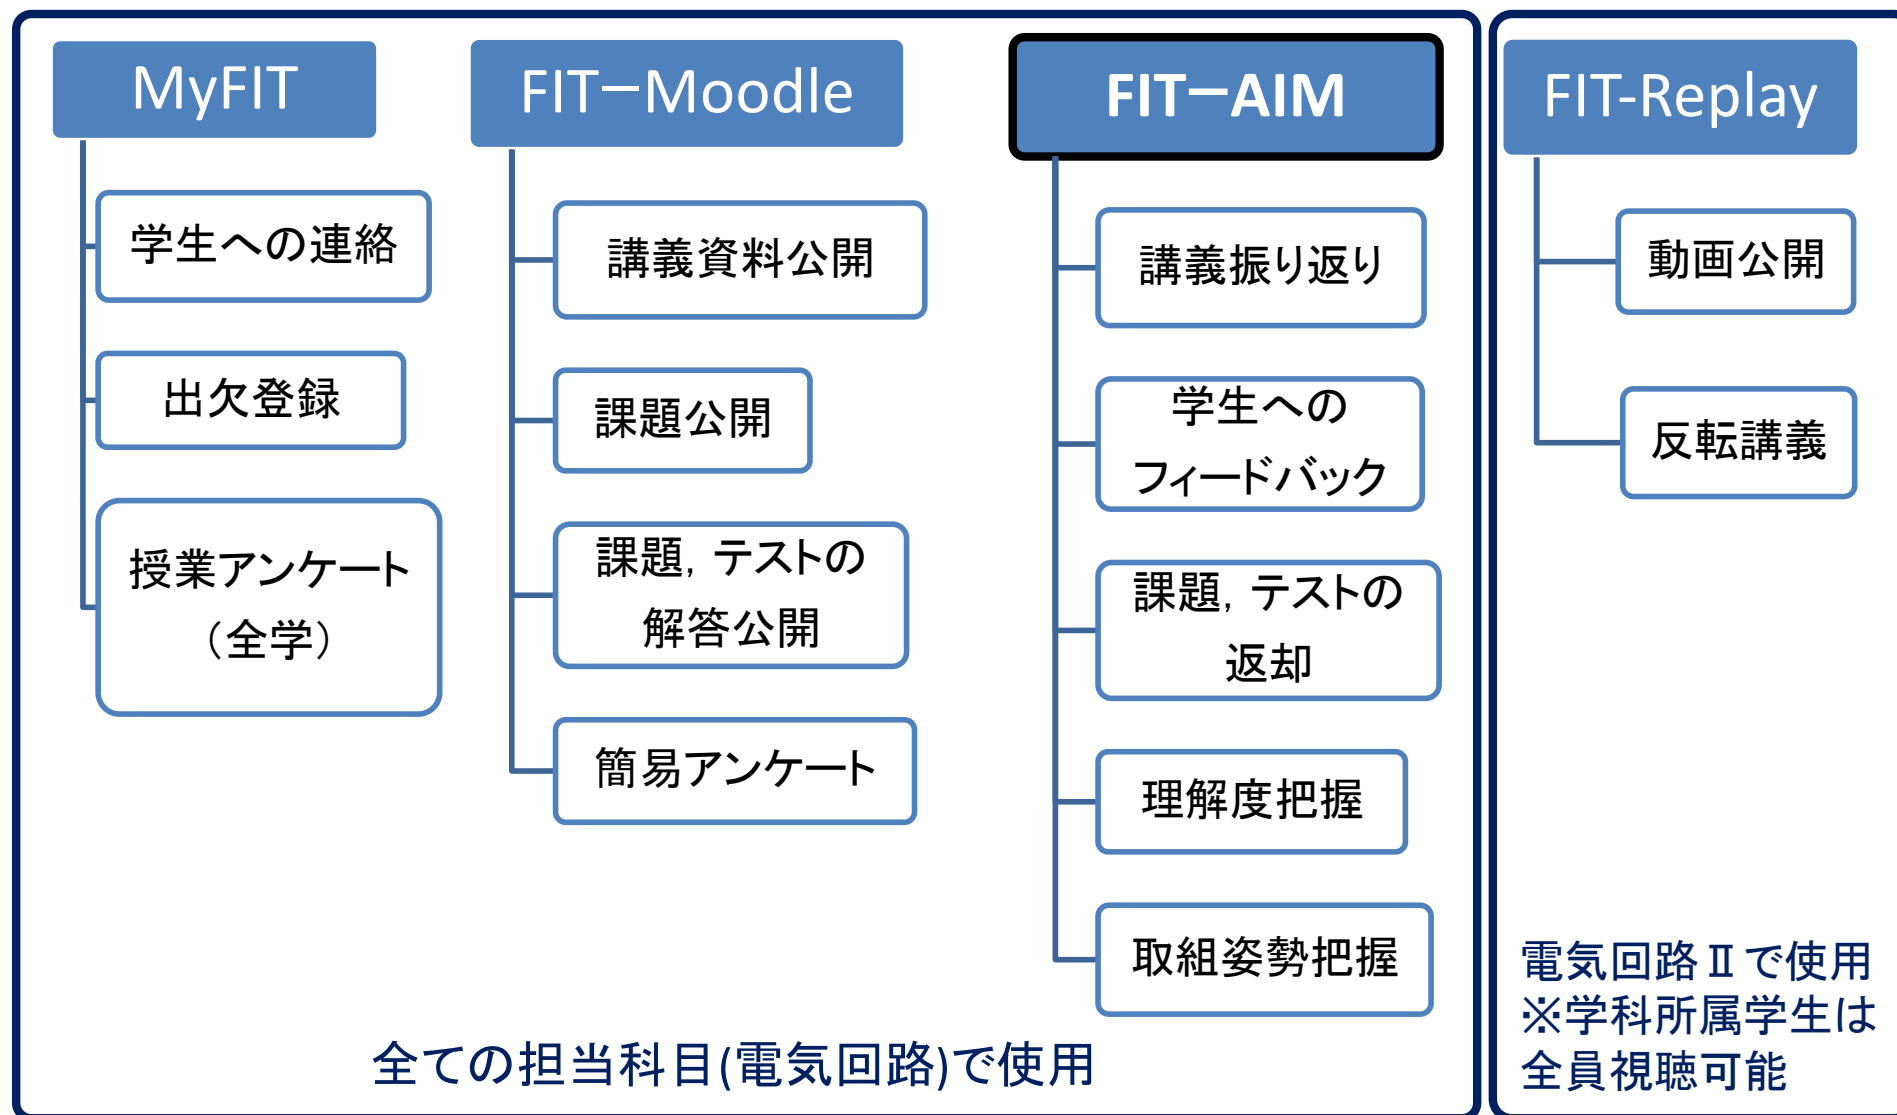 MyFIT
学生への連絡
出欠登録
授業アンケート
（全学）
FIT－Moodle
講義資料公開
課題公開
課題，テストの
解答公開
簡易アンケート
FIT－AIM
講義振り返り
学生への
フィードバック
課題，テストの
返却
理解度把握
取組姿勢把握
全ての担当科目(電気回路)で使用
FIT-Replay
動画公開
反転講義
電気回路Ⅱで使用
※学科所属学生は
全員視聴可能